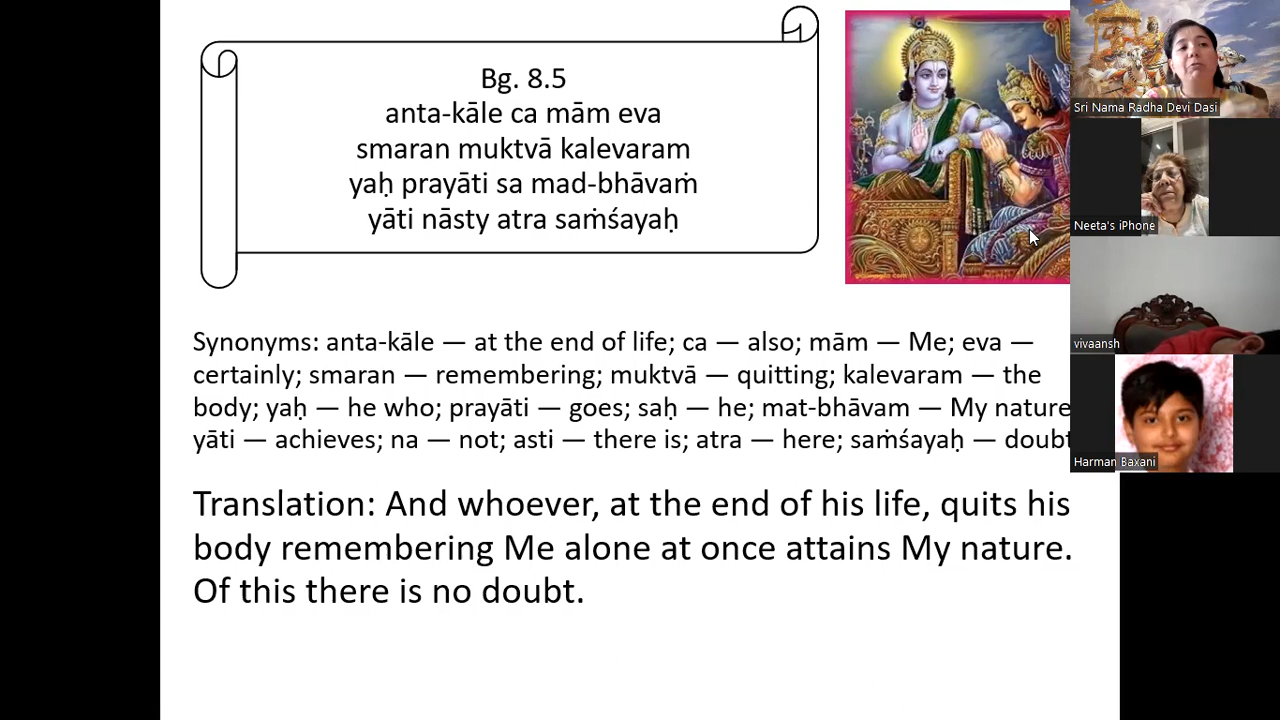 Bg. 8.5
anta-kāle ca mām eva
smaran muktvā kalevaram
yaḥ prayāti sa mad-bhāvaṁ
yāti nāsty atra saṁśayaḥ
Synonyms: anta-kāle — at the end of life; ca — also; mām — Me; eva —
certainly; smaran — remembering; muktvā — quitting; kalevaram — the
body; yaḥ — he who; prayāti — goes; saḥ — he; mat-bhāvam — My nature
yāti — achieves; na — not; asti — there is; atra — here; saṁśayaḥ — doubt
Translation: And whoever, at the end of his life, quits his
body remembering Me alone at once attains My nature.
Of this there is no doubt.
Sri Nama Radha Devi Dasi
Neeta's iPhone
vivaansh
Harman Baxani